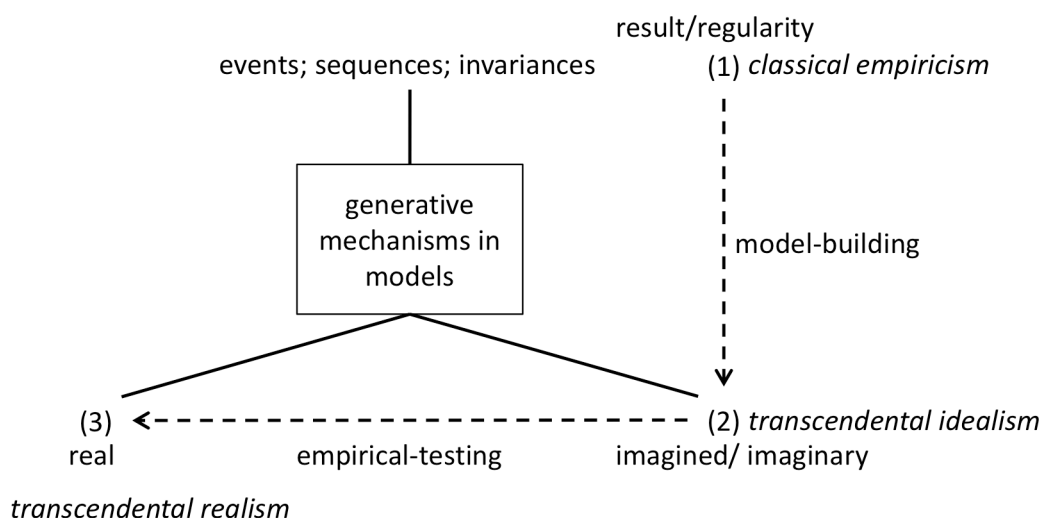 result/regularity
events; sequences; invariances
(1) classical empiricism
generative
mechanisms in
models
model-building
(3)
(2) transcendental idealism
real
empirical-testing
imagined/ imaginary
transcendental realism